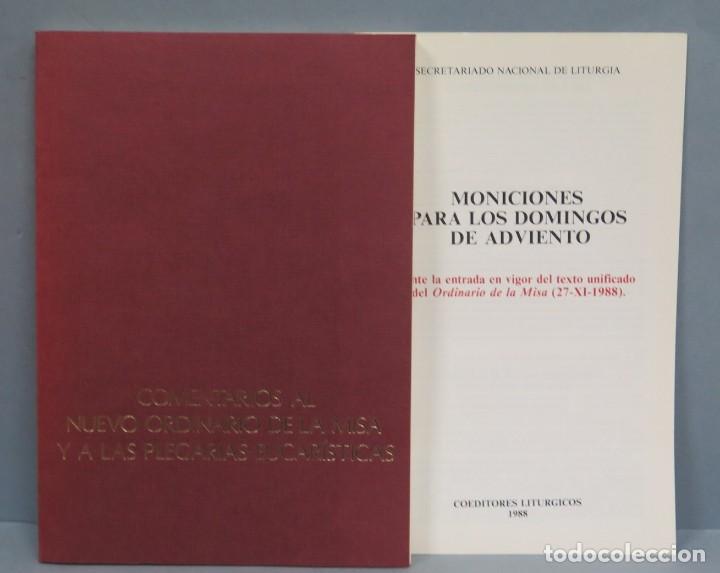 COMENTARIOS AL
NUEVO ORDINARIO DE LA MISA
Y A LAS PLEGARIAS EUCARÍSTICAS
SECRETARIADO NACIONAL DE LITURGIA
MONICIONES
PARA LOS DOMINGOS
DE ADVIENTO
nte la entrada en vigor del texto unificado
del Ordinario de la Misa (27-XI-1988).
COEDITORES LITURGICOS
1988
todocoleccion